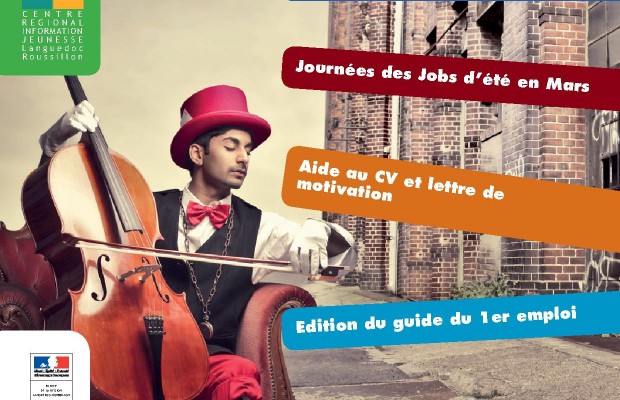 CENTRE
REGIONAL
INFORMATION
JEUNESSE
Languedoc
Roussillon
Journées des Jobs d'été en Mars
Aide au CV et lettre de
motivation
Edition du guide du 1er emploi